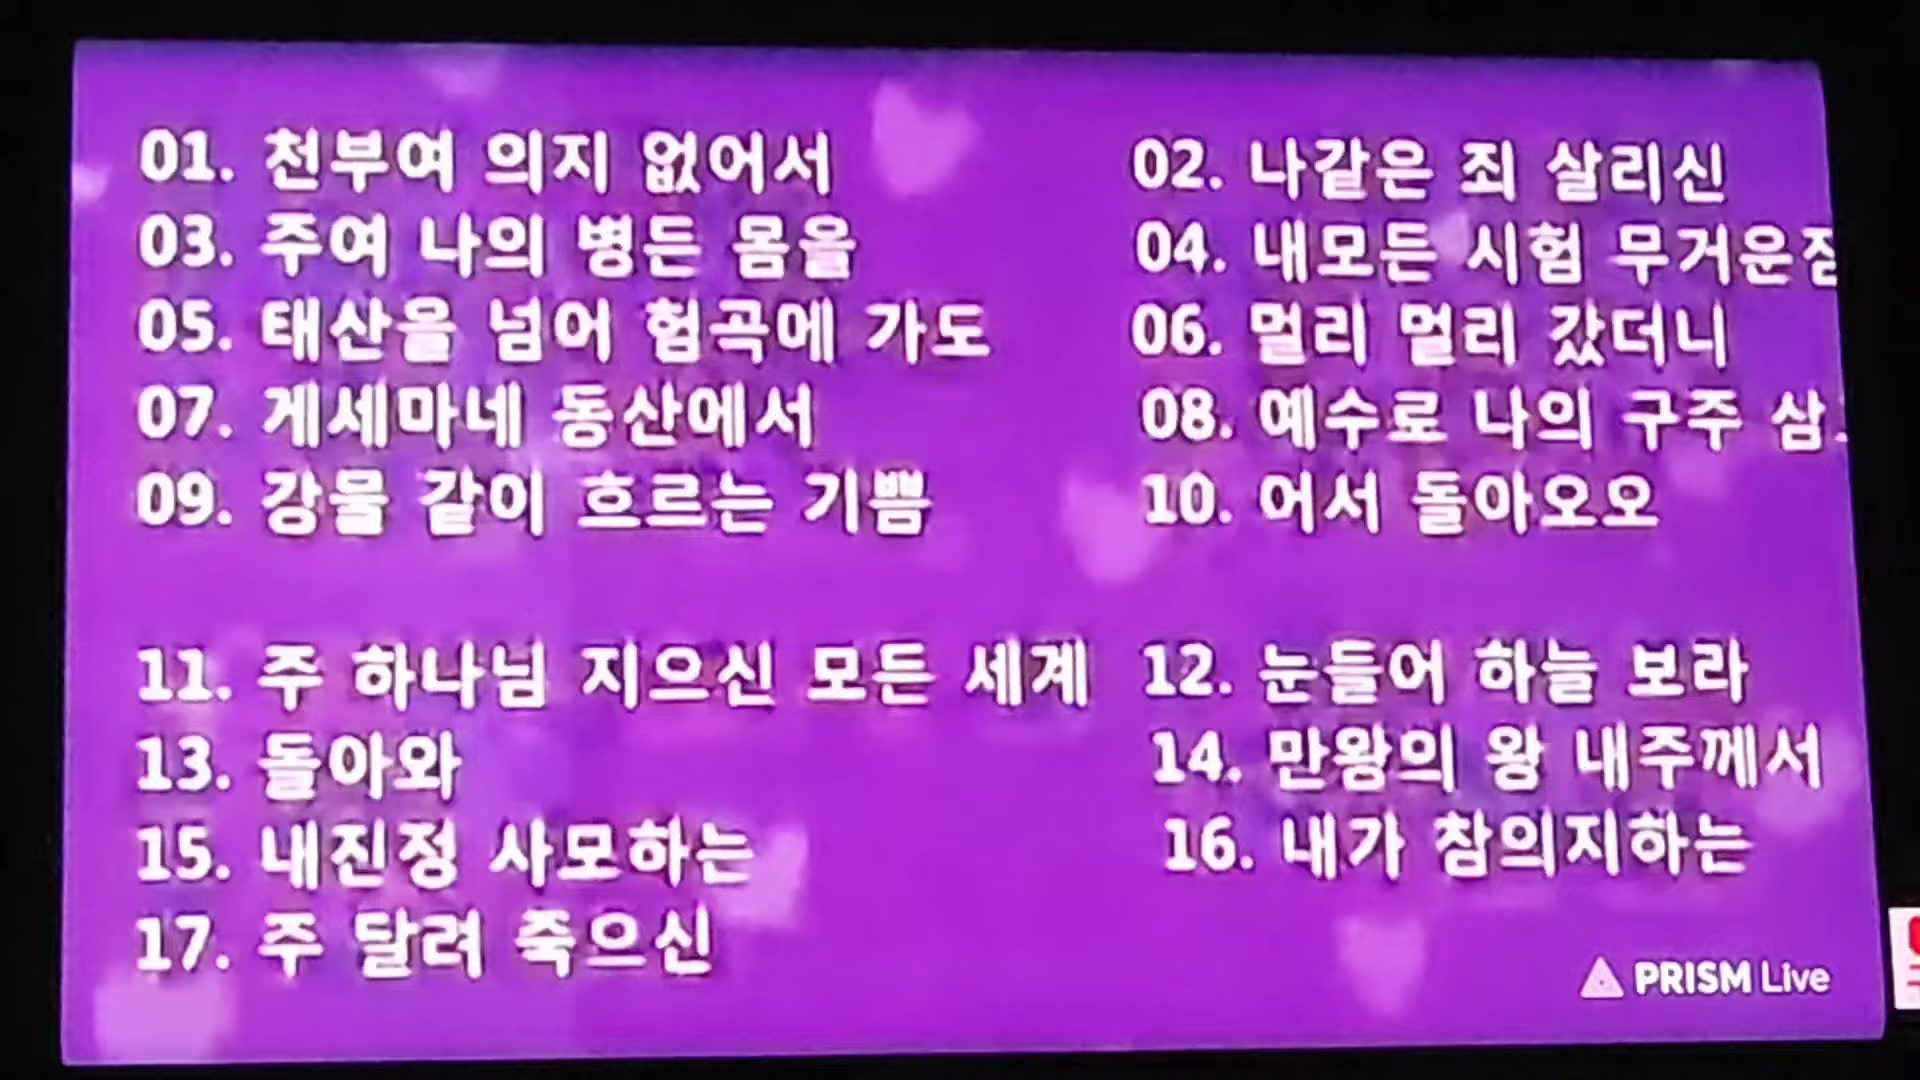 01. 천부여 의지 없어서
02. 나같은 죄 살리신
03. 주여 나의 병든 몸을
04. 내모든 시험
05. 태산을 넘어 험곡에 가도
06. 멀리 멀리 갔더니
07. 게세마네 동산에서
08. 예수로 나의 구주 삼
09. 강물 같이 흐르는 기쁨
10. 어서 돌아오오
11. 주 하나님 지으신 모든 세계
12. 눈들어 하늘 보라
13. 돌아와
14. 만왕의 왕 내주께서
15. 내진정 사모하는
16. 내가 참의지하는
17. 주 달려 죽으신
PRISM Live